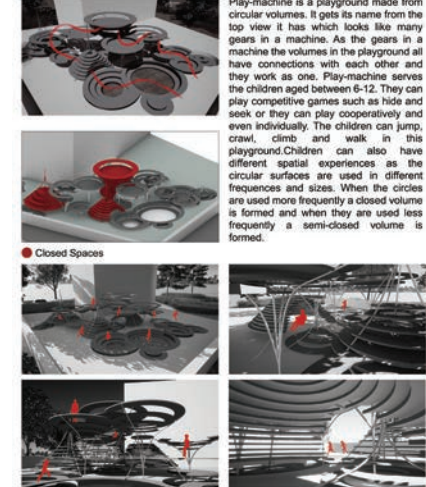 Play-machine is a playground made from
circular volumes. It gets its name from the
top view it has which looks like many
gears in a machine. As the gears in a
machine the volumes in the playground all
have connections with each other and
they work as one. Play-machine serves
the children aged between 6-12. They can
play competitive games such as hide and
seek or they can play cooperatively and
even individually. The children can jump,
crawl, climb and walk in this
playground.Children can also have
different spatial experiences as the
circular surfaces are used in different
frequences and sizes. When the circles
are used more frequently a closed volume
is formed and when they are used less
frequently a semi-closed volume is
formed.
Closed Spaces